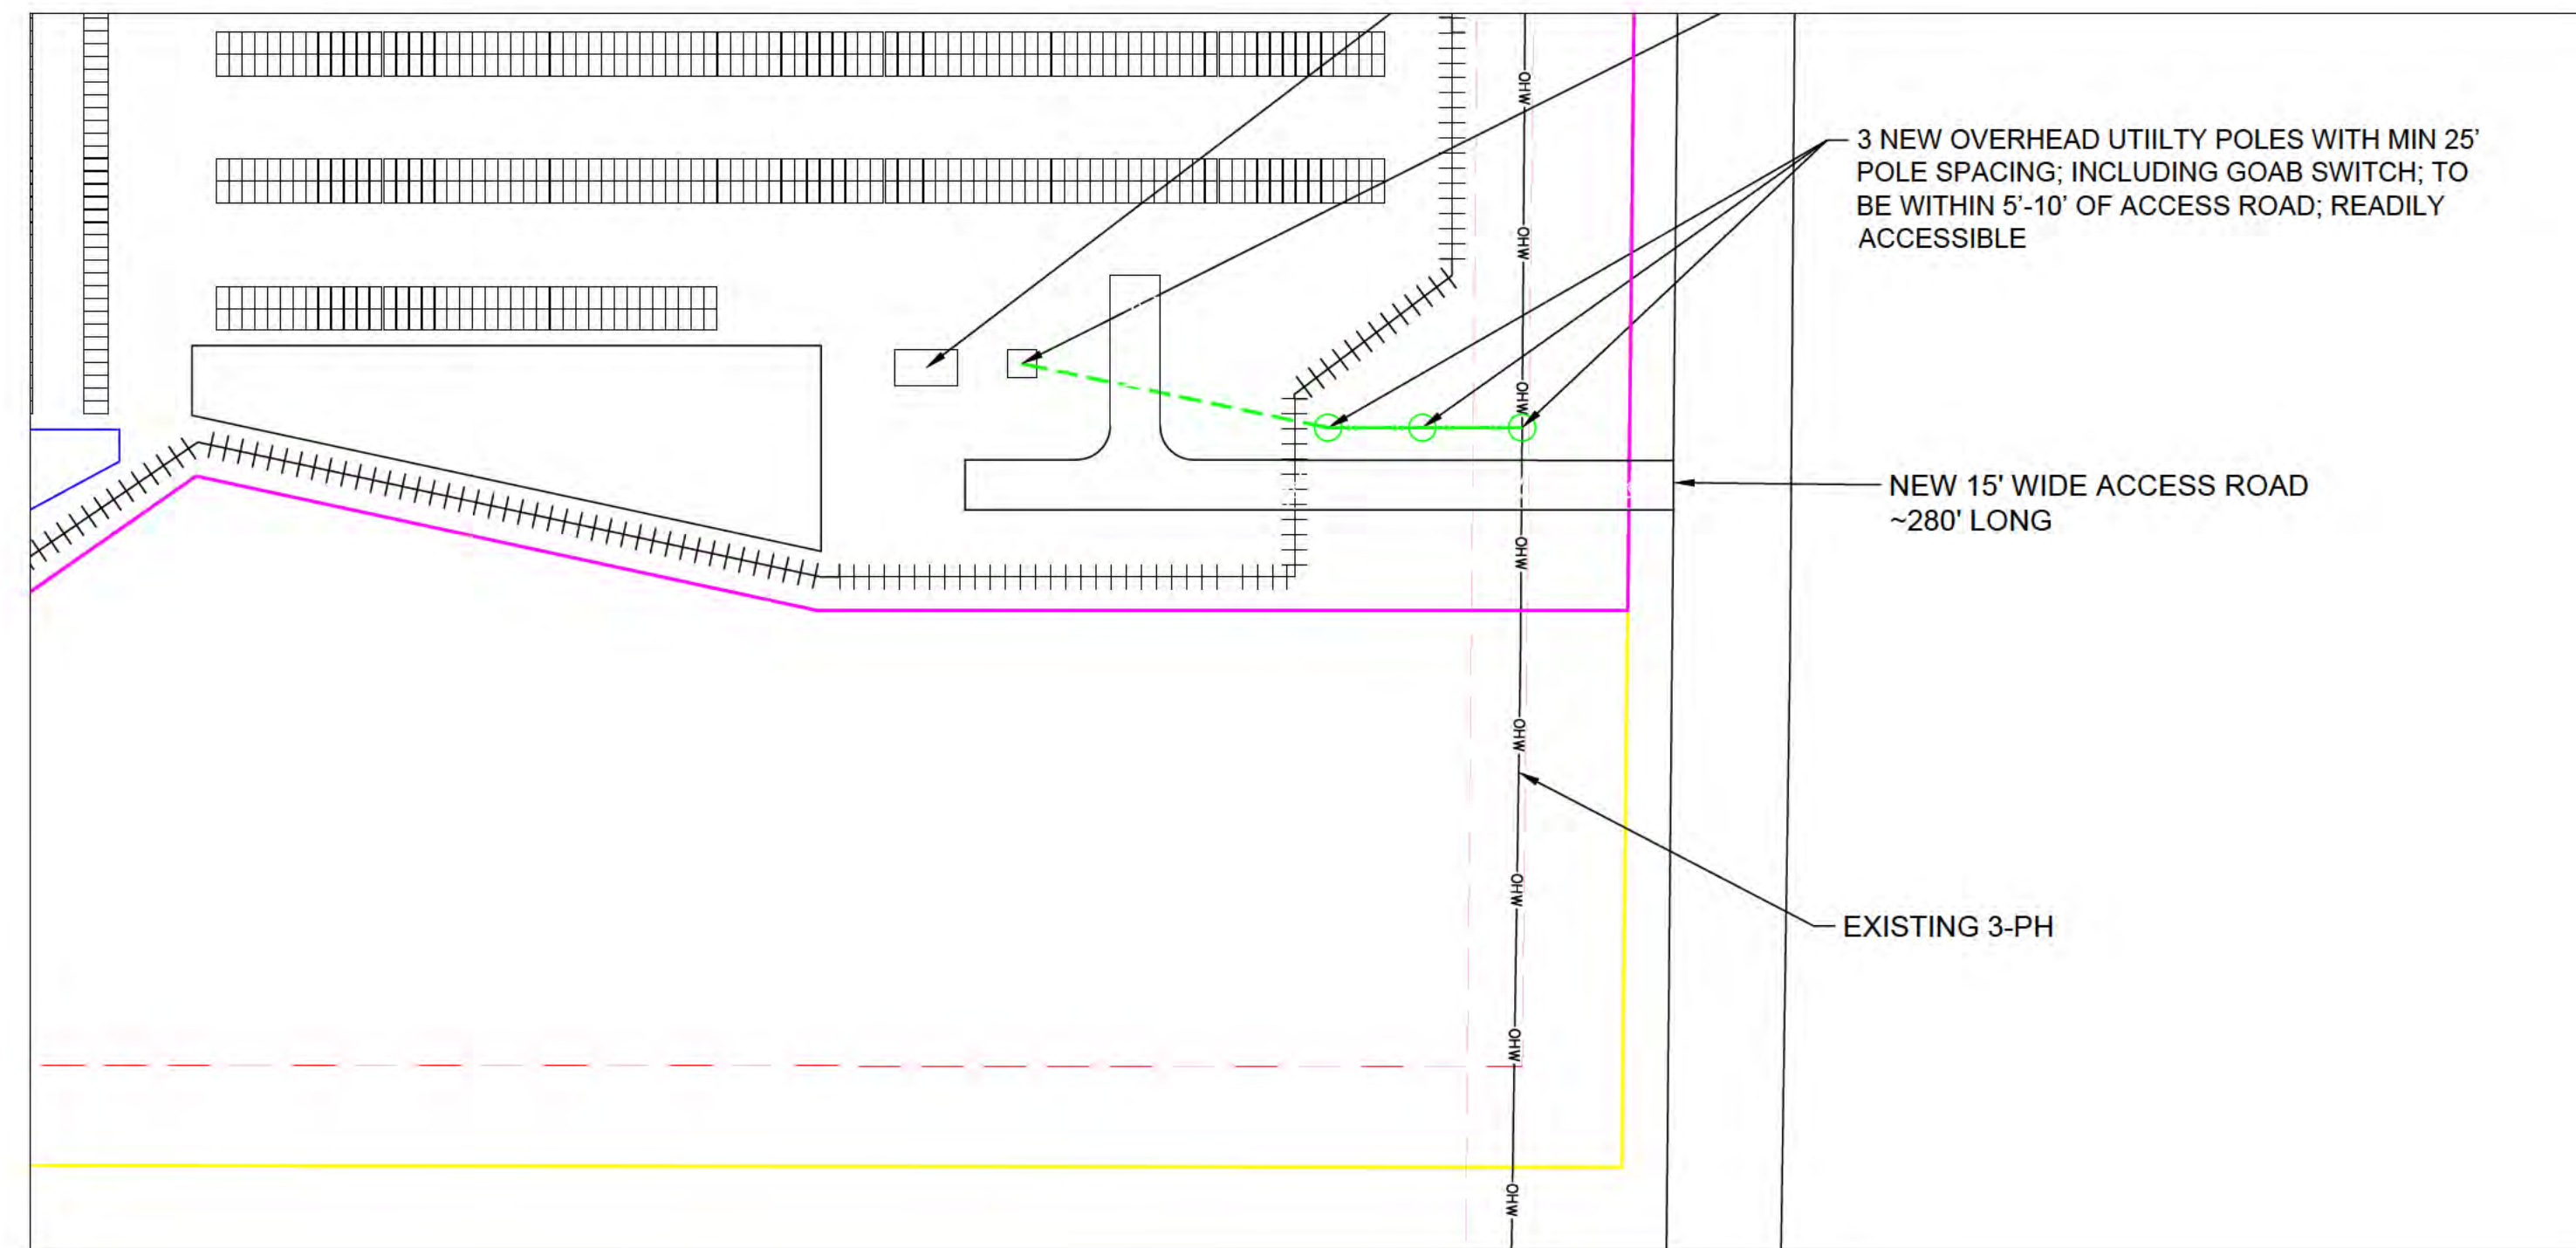 OHW
3 NEW OVERHEAD UTIILTY POLES WITH MIN 25'
POLE SPACING; INCLUDING GOAB SWITCH; TO
BE WITHIN 5'-10' OF ACCESS ROAD; READILY
ACCESSIBLE
OHW
OHW
NEW 15' WIDE ACCESS ROAD
~280' LONG
OHW
OHW
OHW
EXISTING 3-PH
OHW
OHW